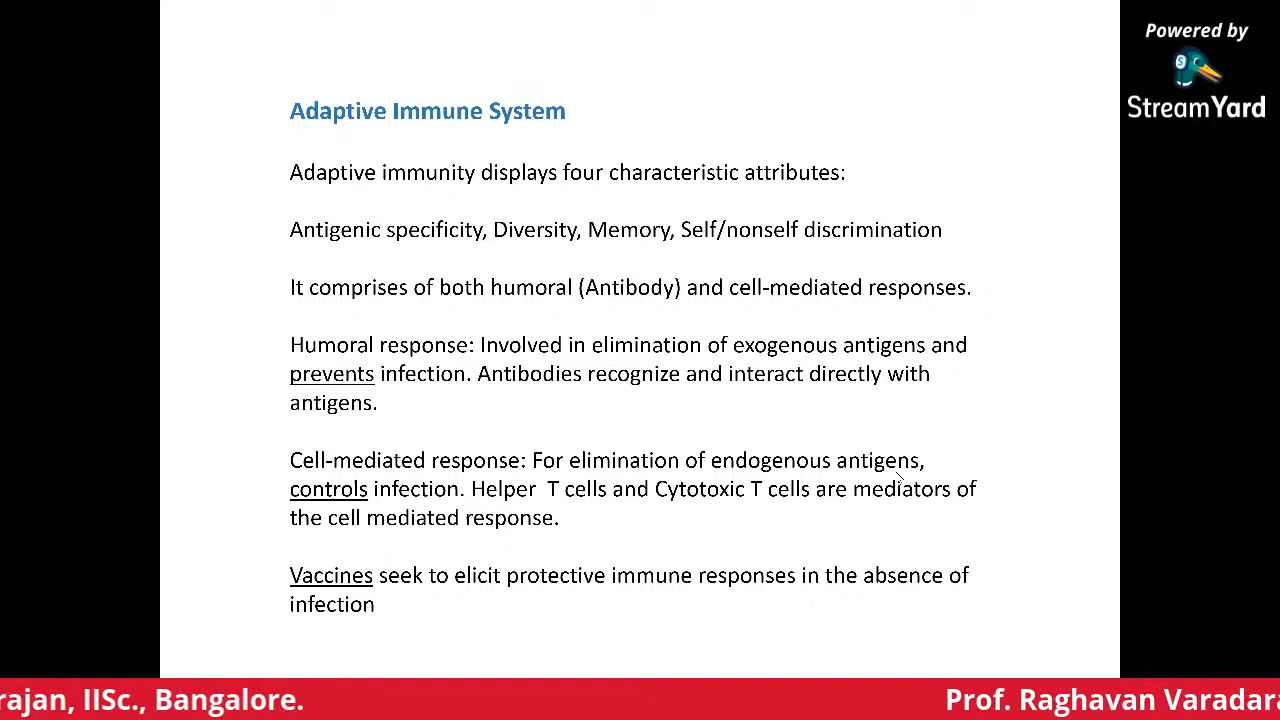 Powered by
StreamYard
Adaptive Immune System
Adaptive immunity displays four characteristic attributes:
Antigenic specificity, Diversity, Memory, Self/nonself discrimination
It comprises of both humoral (Antibody) and cell-mediated responses.
Humoral response: Involved in elimination of exogenous antigens and
prevents infection. Antibodies recognize and interact directly with
antigens.
Cell-mediated response: For elimination of endogenous antigens,
controls infection. Helper T cells and Cytotoxic T cells are mediators of
the cell mediated response.
Vaccines seek to elicit protective immune responses in the absence of
infection
rajan, IISc., Bangalore. Prof. Raghavan Varadara